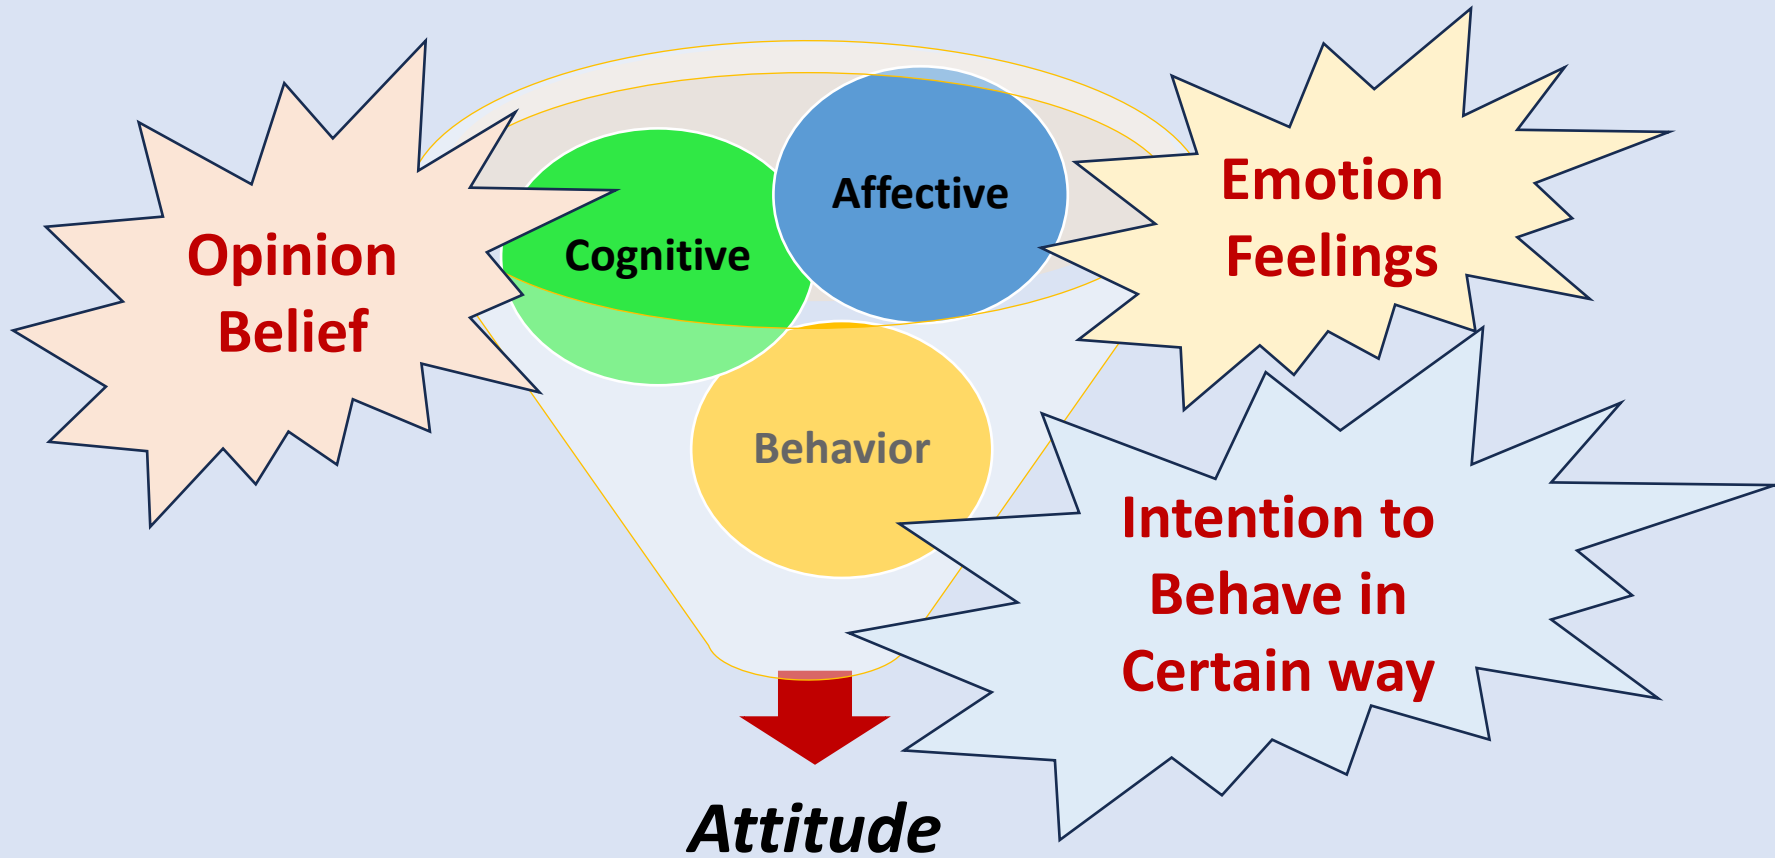 Opinion
Belief
Cognitive
Affective
Emotion
Feelings
Behavior
Intention to
Behave in
Certain way
Attitude